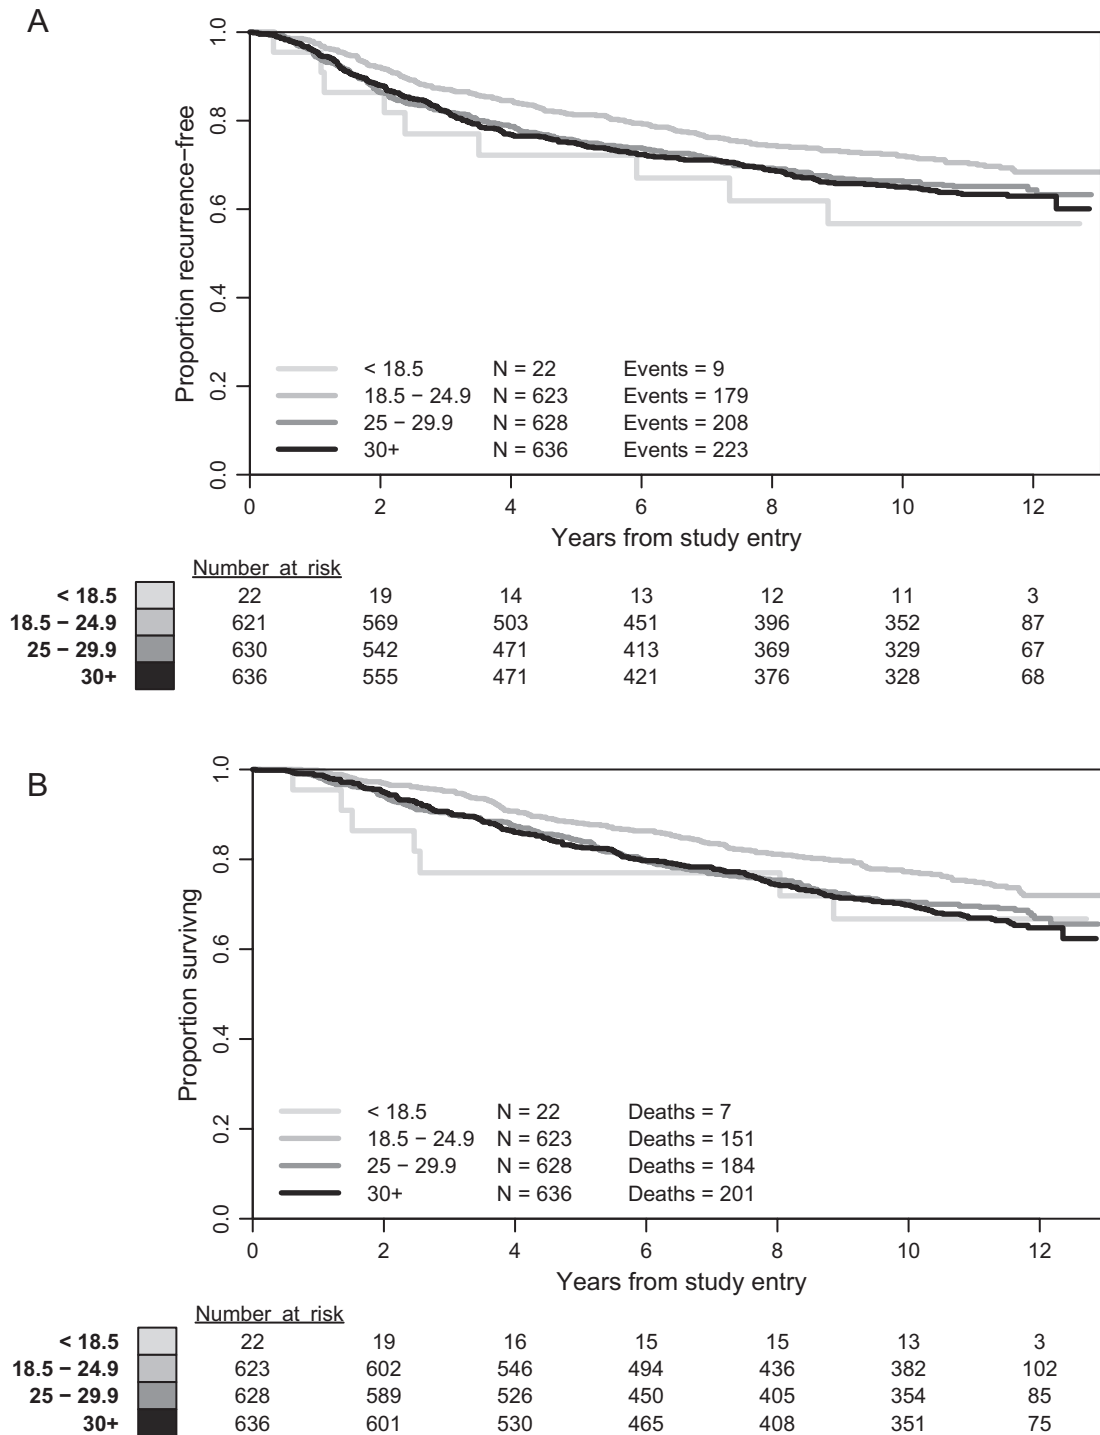 A
Proportion recurrence−free
1.0
0.8
0.6
0.4
0.2
0.0
< 18.5 N = 22 Events = 9
18.5 − 24.9 N = 623 Events = 179
25 − 29.9 N = 628 Events = 208
30+ N = 636 Events = 223
0 2 4 6 8 10 12
Years from study entry
Number at risk
< 18.5 22 19 14 13 12 11 3
18.5 − 24.9 621 569 503 451 396 352 87
25 − 29.9 630 542 471 413 369 329 67
30+ 636 555 471 421 376 328 68
B
Proportion survivng
1.0
0.8
0.6
0.4
0.2
0.0
< 18.5 N = 22 Deaths = 7
18.5 − 24.9 N = 623 Deaths = 151
25 − 29.9 N = 628 Deaths = 184
30+ N = 636 Deaths = 201
0 2 4 6 8 10 12
Years from study entry
Number at risk
< 18.5 22 19 16 15 15 13 3
18.5 − 24.9 623 602 546 494 436 382 102
25 − 29.9 628 589 526 450 405 354 85
30+ 636 601 530 465 408 351 75